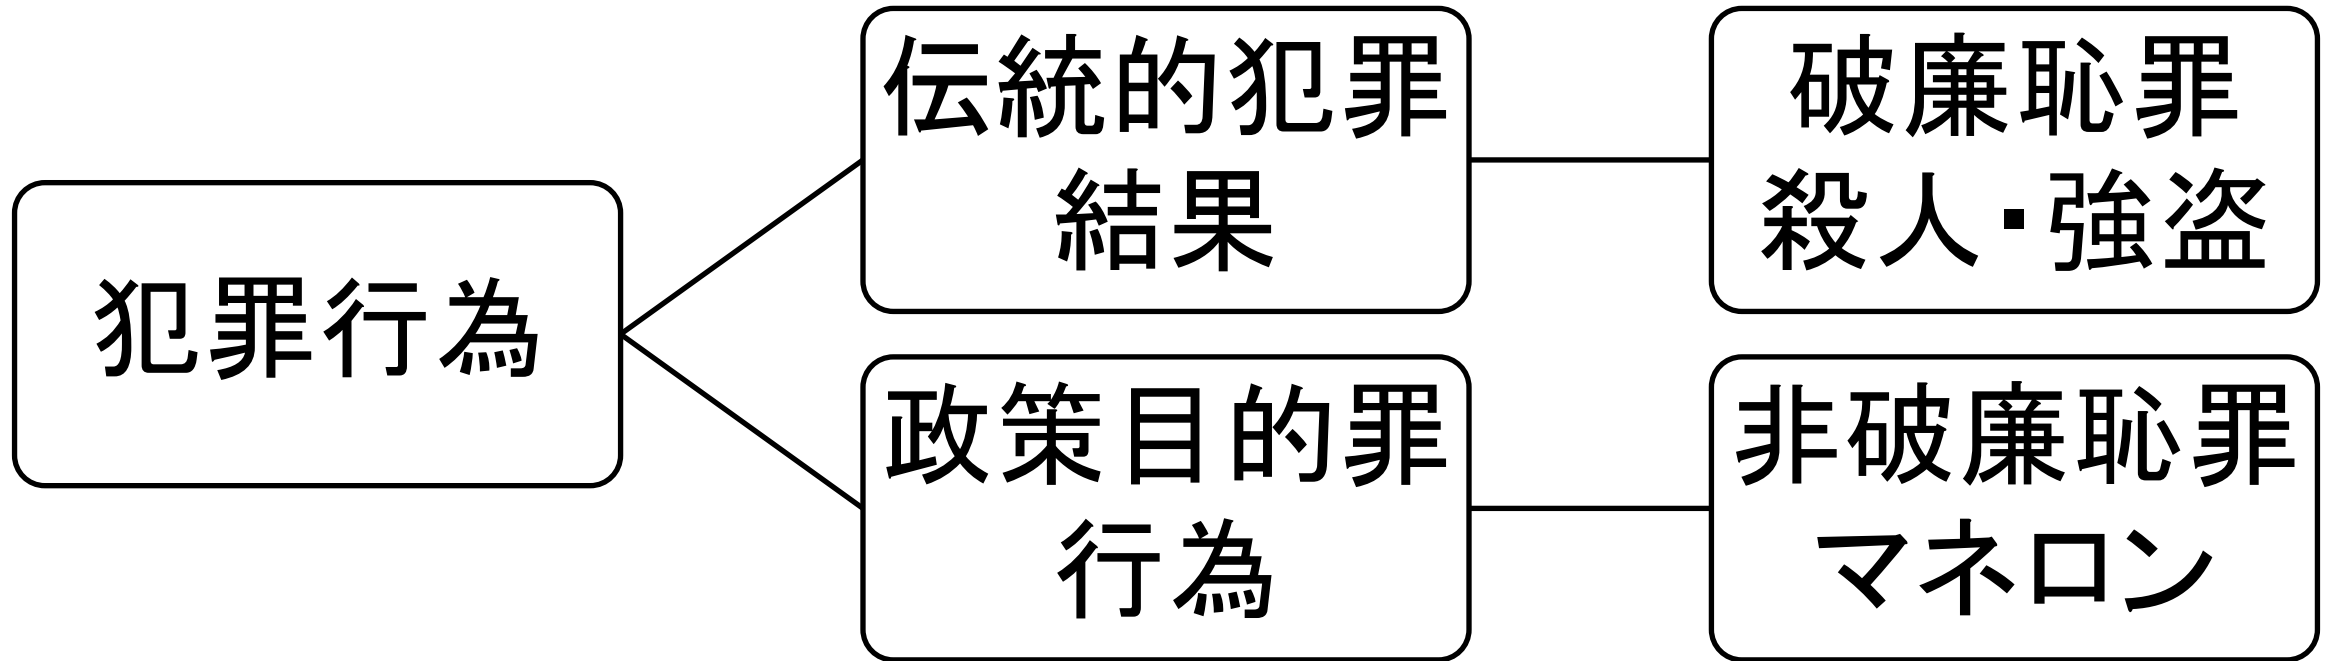 犯罪行為
伝統的犯罪
結果
破廉恥罪
殺人・強盗
政策目的罪
行為
非破廉恥罪
マネロン